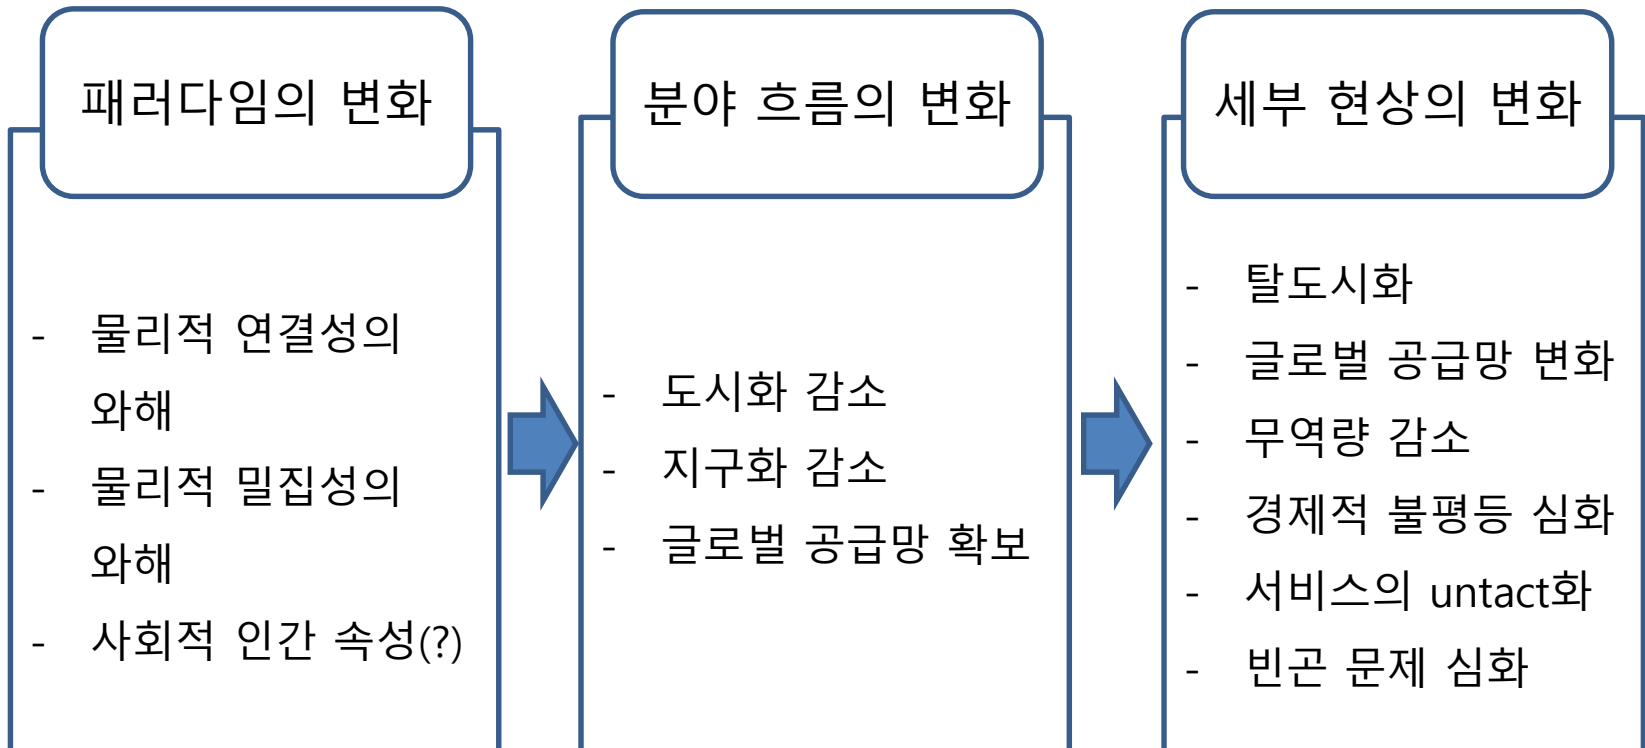 패러다임의 변화
- 물리적 연결성의
와해
- 물리적 밀집성의
와해
- 사회적 인간 속성(?)
분야 흐름의 변화
- 도시화 감소
- 지구화 감소
- 글로벌 공급망 확보
세부 현상의 변화
- 탈도시화
- 글로벌 공급망 변화
- 무역량 감소
- 경제적 불평등 심화
- 서비스의 untact화
- 빈곤 문제 심화